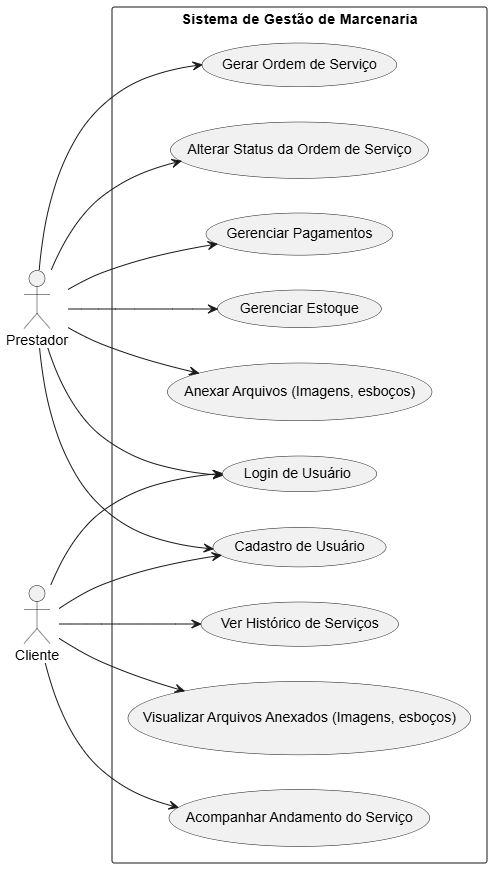 Sistema de Gestão de Marcenaria
Gerar Ordem de Serviço
Alterar Status da Ordem de Serviço
Gerenciar Pagamentos
Gerenciar Estoque
Prestador
Anexar Arquivos (Imagens, esboços)
Login de Usuário
Cadastro de Usuário
Ver Histórico de Serviços
Cliente
Visualizar Arquivos Anexados (Imagens, esboços)
Acompanhar Andamento do Serviço